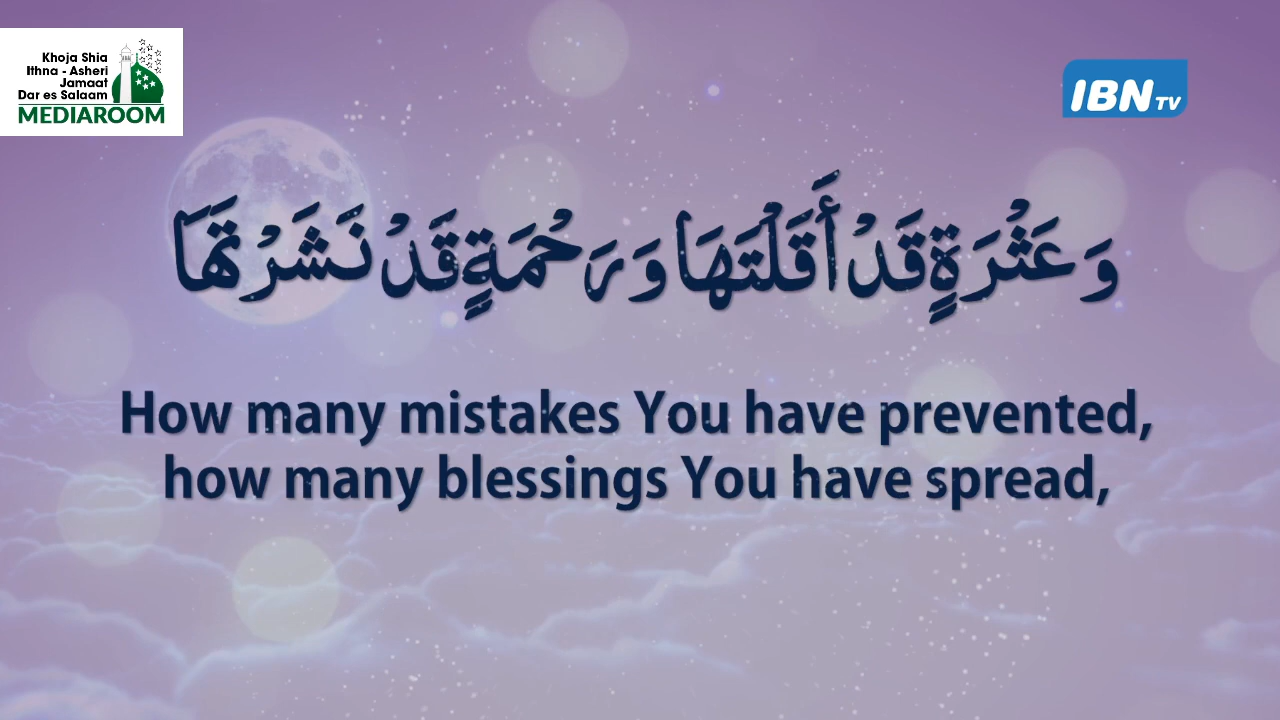 Khoja Shia
Ithna - Asheri
Jamaat
Dar es Salaam
MEDIAROOM
IBN TV
وَ عَثْرَةٍ قَدْ أَقَلْتَهَا وَ رَحْمَةٍ قَدْ نَشَرْتَهَا
How many mistakes You have prevented,
how many blessings You have spread,